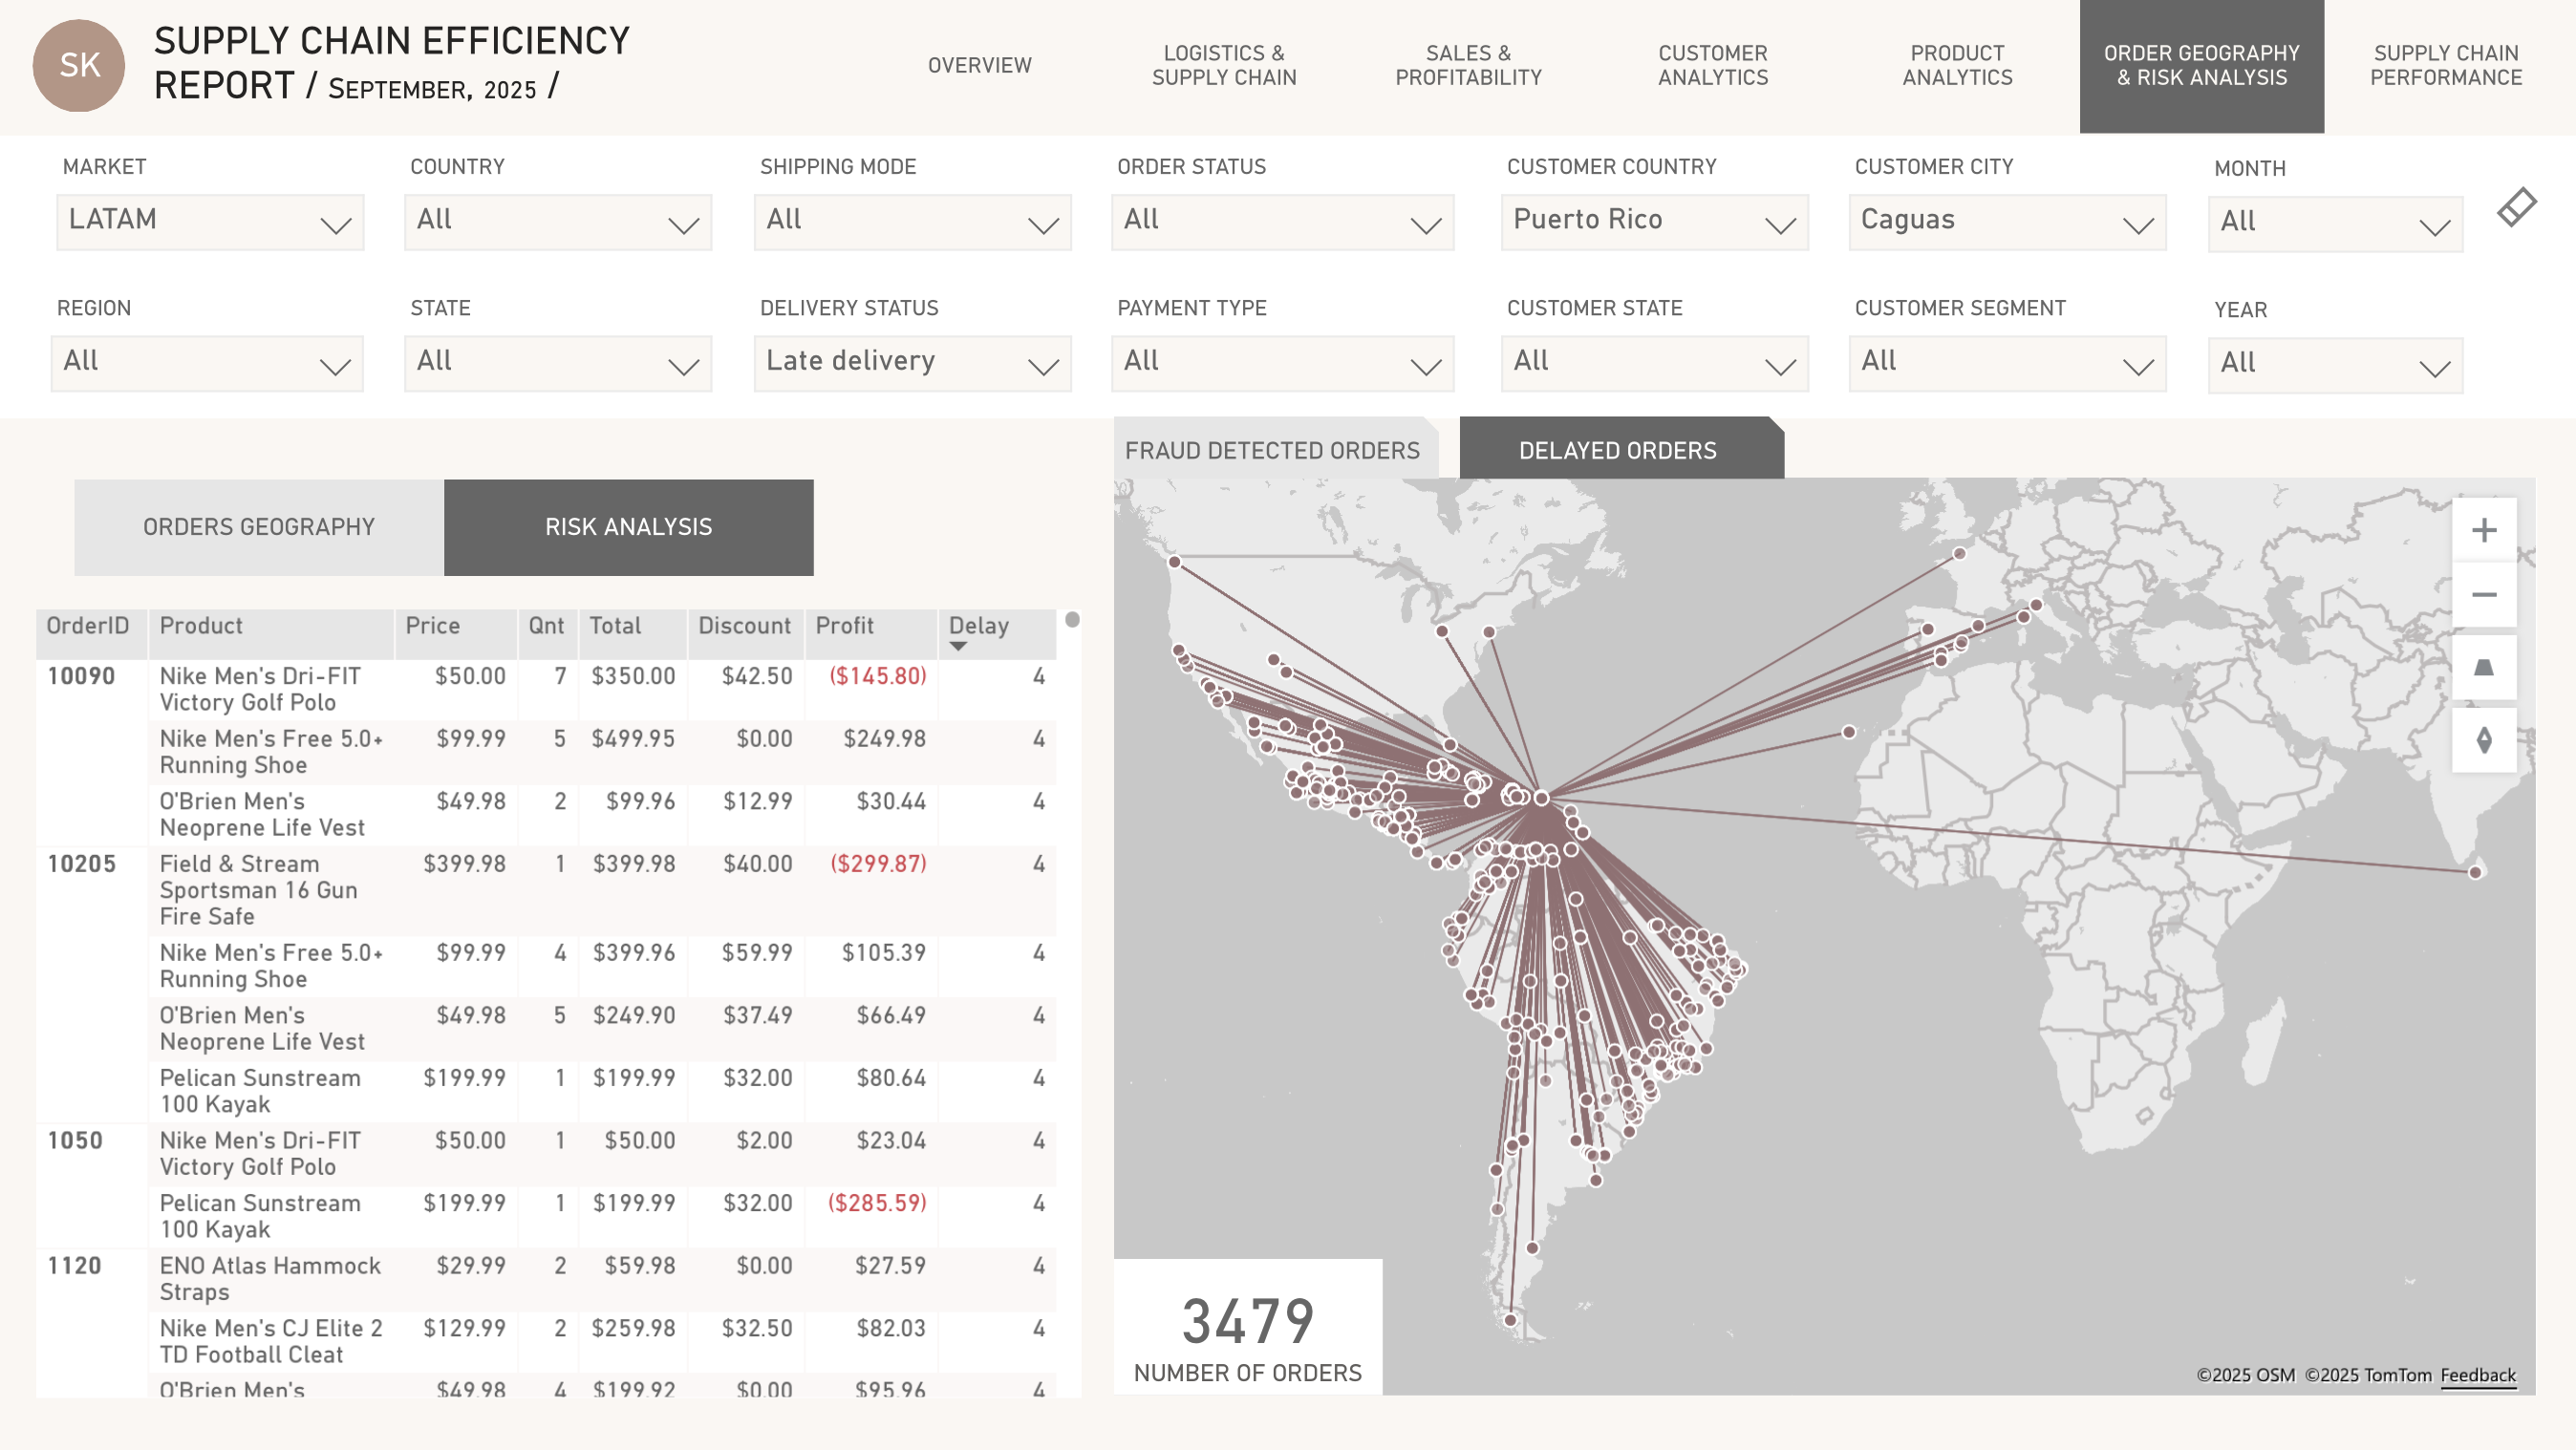 SK
SUPPLY CHAIN EFFICIENCY
REPORT / SEPTEMBER, 2025 /
OVERVIEW
LOGISTICS &
SUPPLY CHAIN
SALES &
PROFITABILITY
CUSTOMER
ANALYTICS
PRODUCT
ANALYTICS
ORDER GEOGRAPHY
& RISK ANALYSIS
SUPPLY CHAIN
PERFORMANCE
MARKET
LATAM
COUNTRY
All
SHIPPING MODE
All
ORDER STATUS
All
CUSTOMER COUNTRY
Puerto Rico
CUSTOMER CITY
Caguas
MONTH
All
REGION
All
STATE
All
DELIVERY STATUS
Late delivery
PAYMENT TYPE
All
CUSTOMER STATE
All
CUSTOMER SEGMENT
All
YEAR
All
ORDERS GEOGRAPHY
RISK ANALYSIS
OrderID Product Price Qnt Total Discount Profit Delay
10090 Nike Men's Dri-FIT $50.00 7 $350.00 $42.50 ($145.80) 4
Victory Golf Polo
Nike Men's Free 5.0+ $99.99 5 $499.95 $0.00 $249.98 4
Running Shoe
O'Brien Men's $49.98 2 $99.96 $12.99 $30.44 4
Neoprene Life Vest
10205 Field & Stream $399.98 1 $399.98 $40.00 ($299.87) 4
Sportsman 16 Gun
Fire Safe
Nike Men's Free 5.0+ $99.99 4 $399.96 $59.99 $105.39 4
Running Shoe
O'Brien Men's $49.98 5 $249.90 $37.49 $66.49 4
Neoprene Life Vest
Pelican Sunstream $199.99 1 $199.99 $32.00 $80.64 4
100 Kayak
1050 Nike Men's Dri-FIT $50.00 1 $50.00 $2.00 $23.04 4
Victory Golf Polo
Pelican Sunstream $199.99 1 $199.99 $32.00 ($285.59) 4
100 Kayak
1120 ENO Atlas Hammock $29.99 2 $59.98 $0.00 $27.59 4
Straps
Nike Men's CJ Elite 2 $129.99 2 $259.98 $32.50 $82.03 4
TD Football Cleat
O'Brien Men's $49.98 4 $199.92 $0.00 $95.96 4
FRAUD DETECTED ORDERS
DELAYED ORDERS
3479
NUMBER OF ORDERS
©2025 OSM ©2025 TomTom Feedback